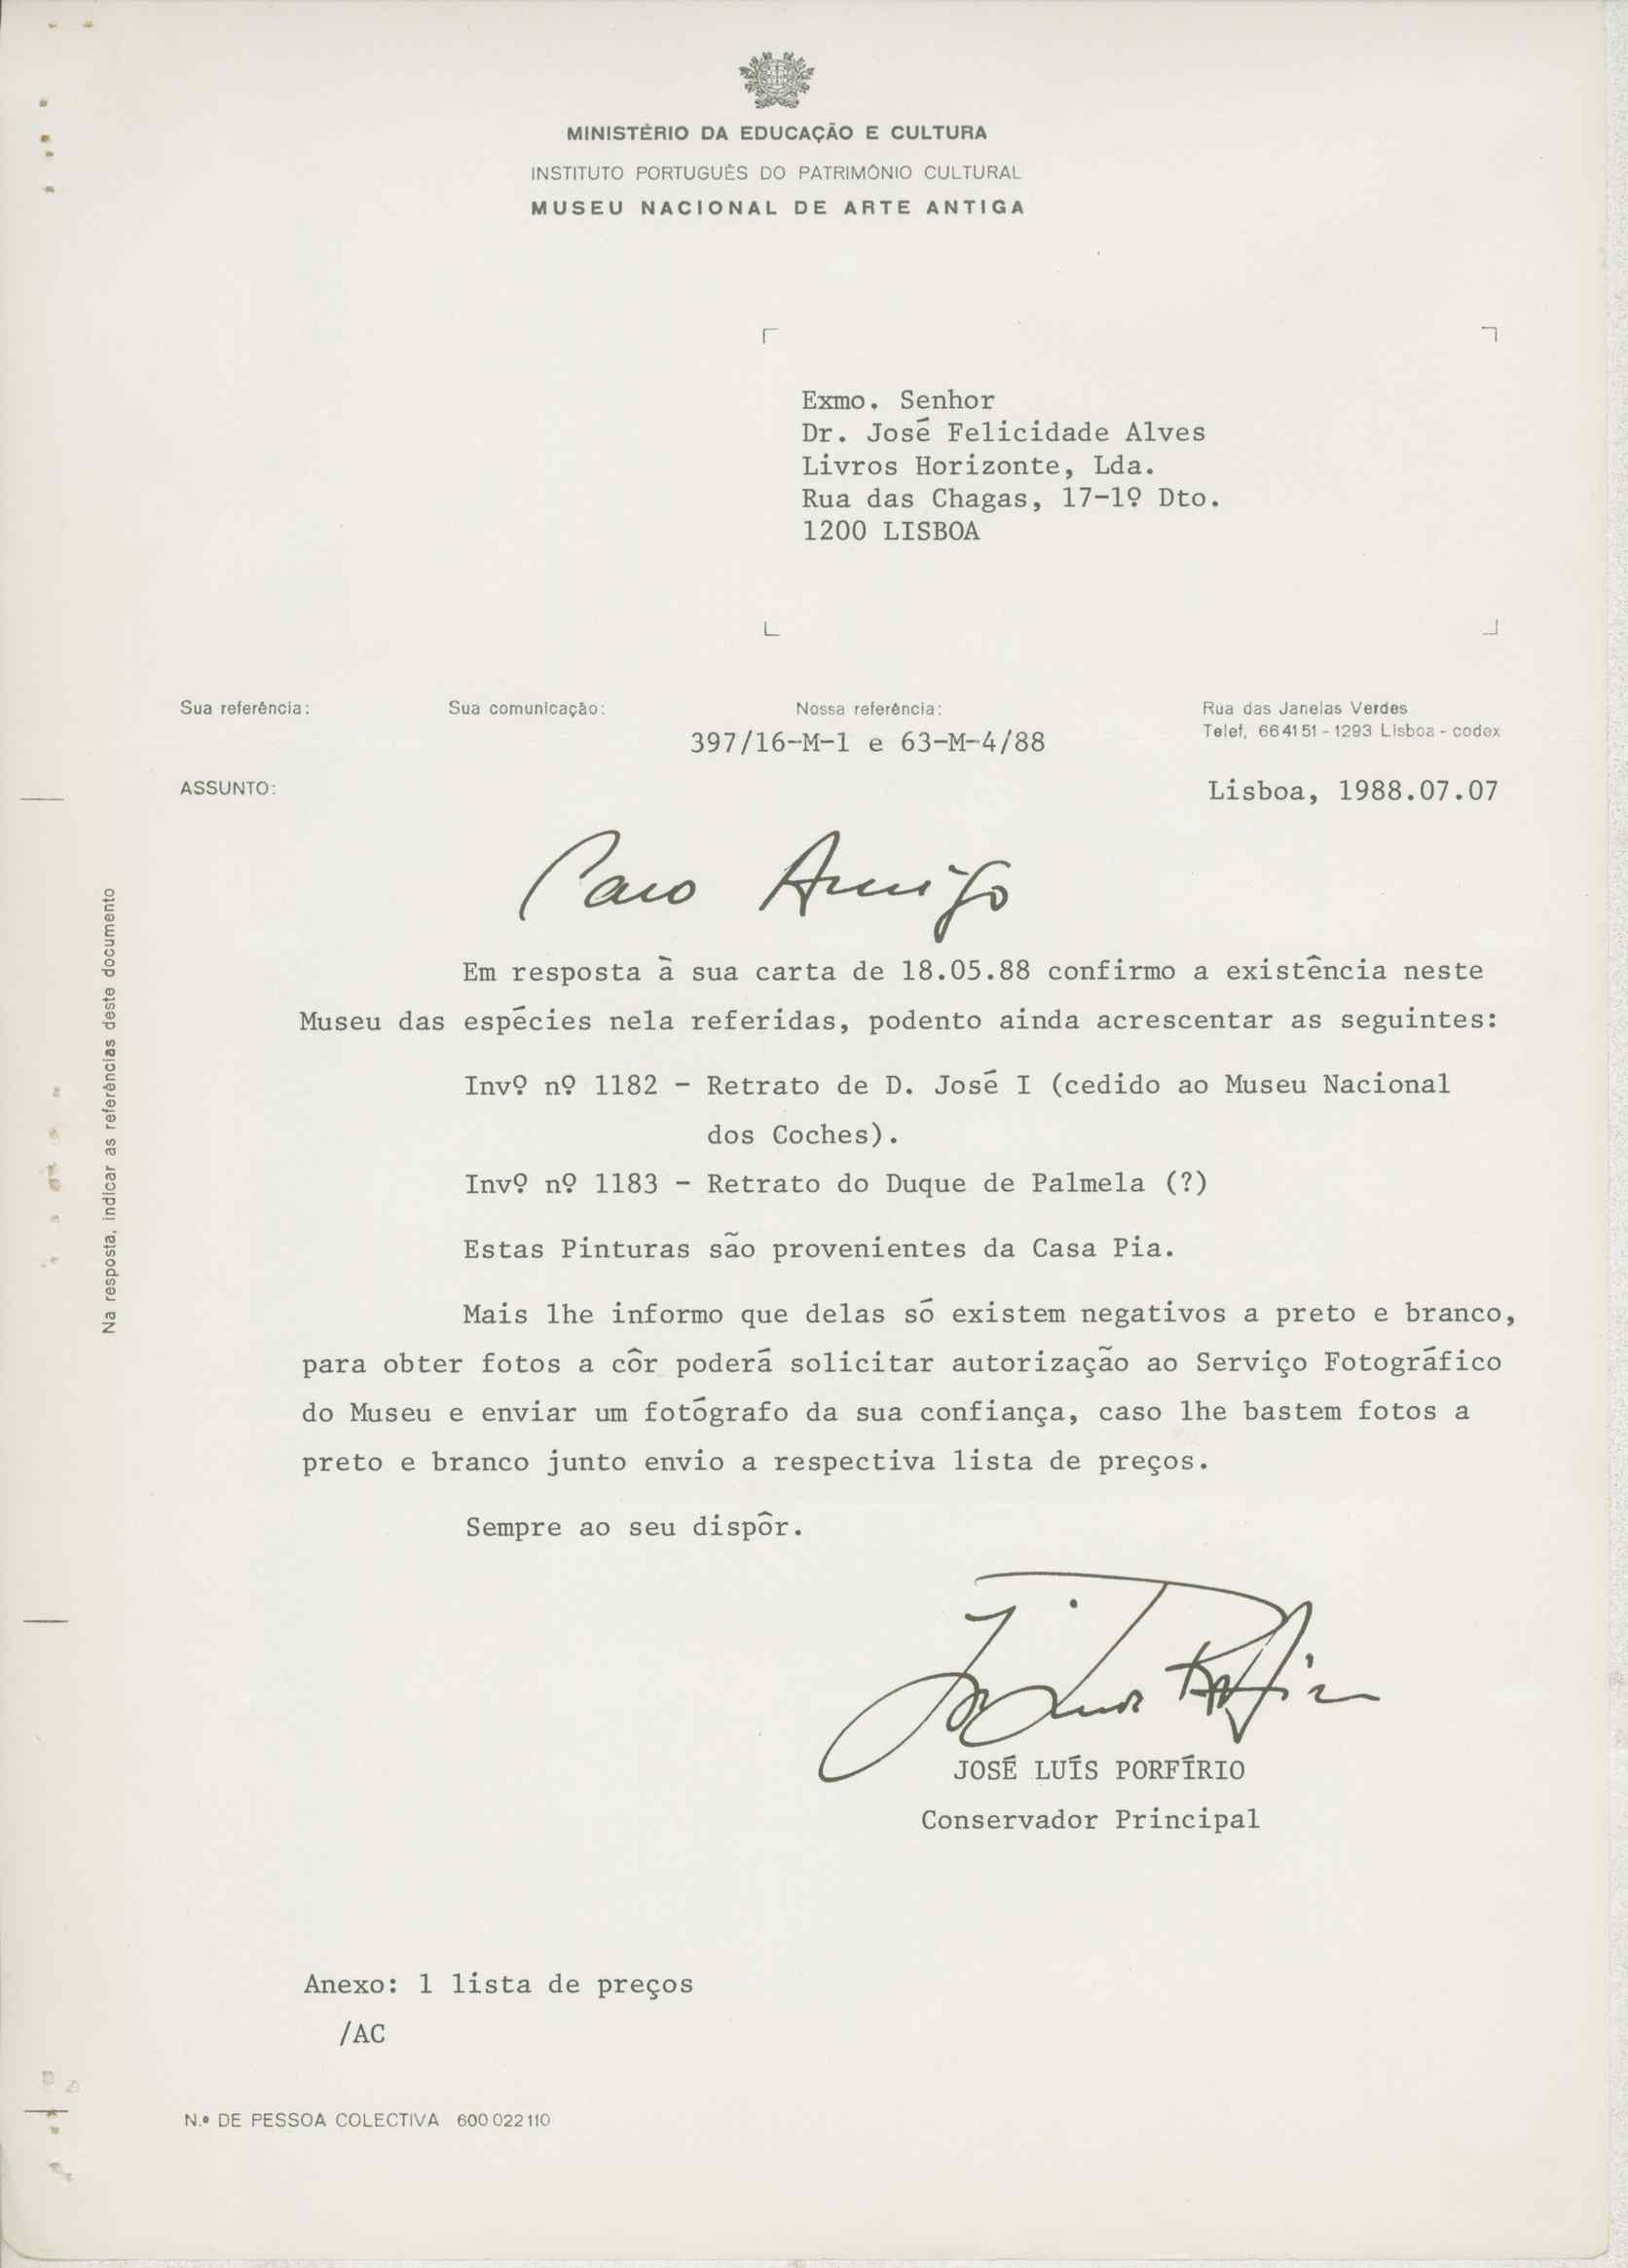 MINISTÉRIO DA EDUCAÇÃO E CULTURA
INSTITUTO PORTUGUÊS DO PATRIMÓNIO CULTURAL
MUSEU NACIONAL DE ARTE ANTIGA
Exmo. Senhor
Dr. José Felicidade Alves
Livros Horizonte, Lda.
Rua das Chagas, 17-1º Dto.
1200 LISBOA
Sua referência:
Sua comunicação:
Nossa referência:
397/16-M-1 e 63-M-4/88
Rua das Janelas Verdes
Telef. 664151 - 1293 Lisboa - codex
ASSUNTO:
Lisboa, 1988.07.07
Caro Amigo
Em resposta à sua carta de 18.05.88 confirmo a existência neste
Museu das espécies nela referidas, podento ainda acrescentar as seguintes:
Invº nº 1182 - Retrato de D. José I (cedido ao Museu Nacional
dos Coches).
Invº nº 1183 - Retrato do Duque de Palmela (?)
Estas Pinturas são provenientes da Casa Pia.
Mais lhe informo que delas só existem negativos a preto e branco,
para obter fotos a côr poderá solicitar autorização ao Serviço Fotográfico
do Museu e enviar um fotógrafo da sua confiança, caso lhe bastem fotos a
preto e branco junto envio a respectiva lista de preços.
Sempre ao seu dispôr.
José Luís Porfírio
JOSÉ LUÍS PORFÍRIO
Conservador Principal
Anexo: 1 lista de preços
/AC
N.º DE PESSOA COLECTIVA 600022110
Na resposta, indicar as referências deste documento